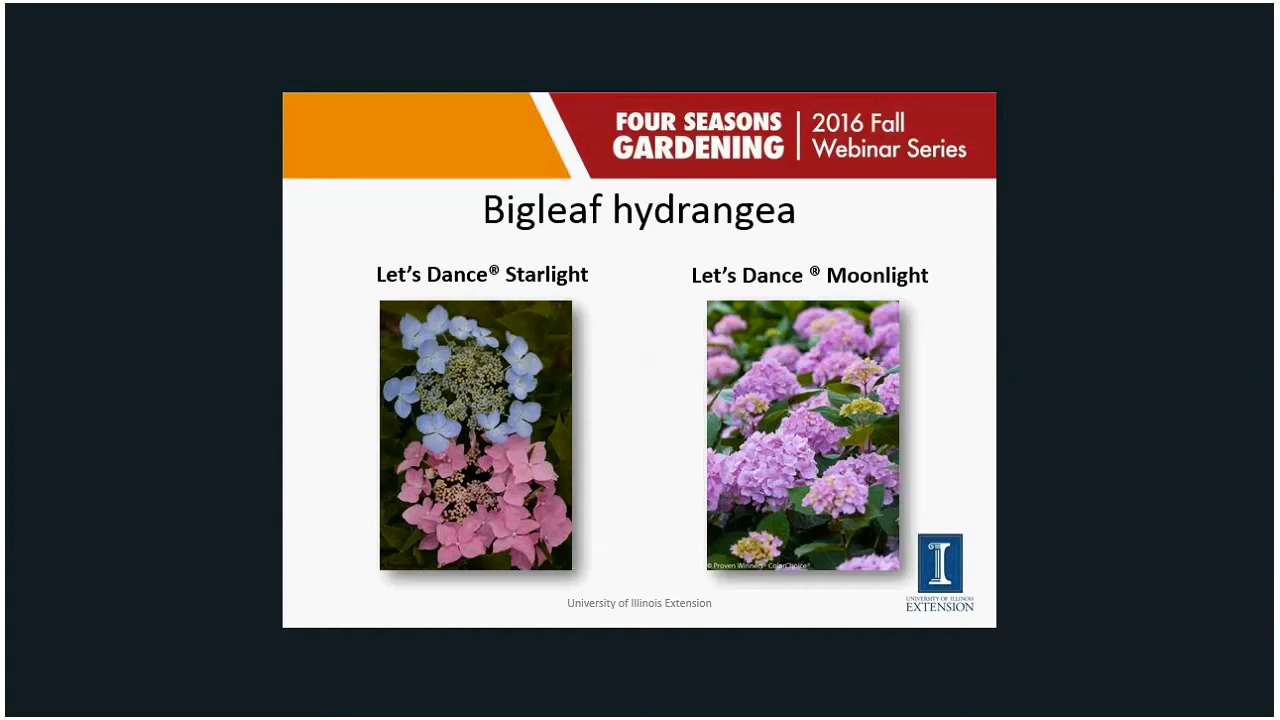 FOUR SEASONS
GARDENING
2016 Fall
Webinar Series
Bigleaf hydrangea
Let's Dance® Starlight
Let's Dance ® Moonlight
© Proven Winners® ColorChoice®
University of Illinois Extension
I
UNIVERSITY OF ILLINOIS
EXTENSION